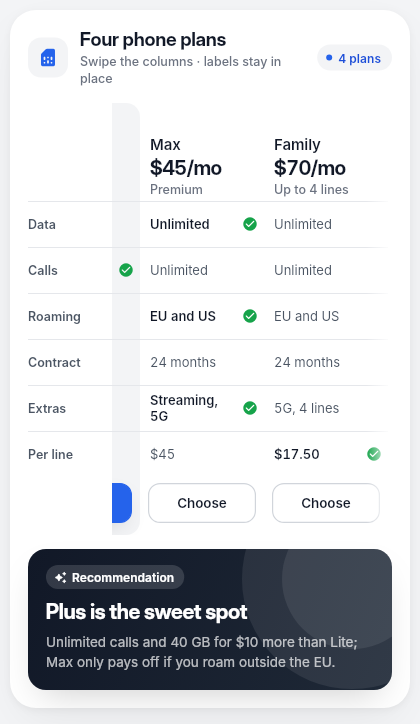 Four phone plans
Swipe the columns · labels stay in
place
4 plans
Max
Family
$45/mo
$70/mo
Premium
Up to 4 lines
Data
Unlimited
Unlimited
Calls
Unlimited
Unlimited
Roaming
EU and US
EU and US
Contract
24 months
24 months
Extras
Streaming,
5G
5G, 4 lines
Per line
$45
$17.50
Choose
Choose
Recommendation
Plus is the sweet spot
Unlimited calls and 40 GB for $10 more than Lite;
Max only pays off if you roam outside the EU.